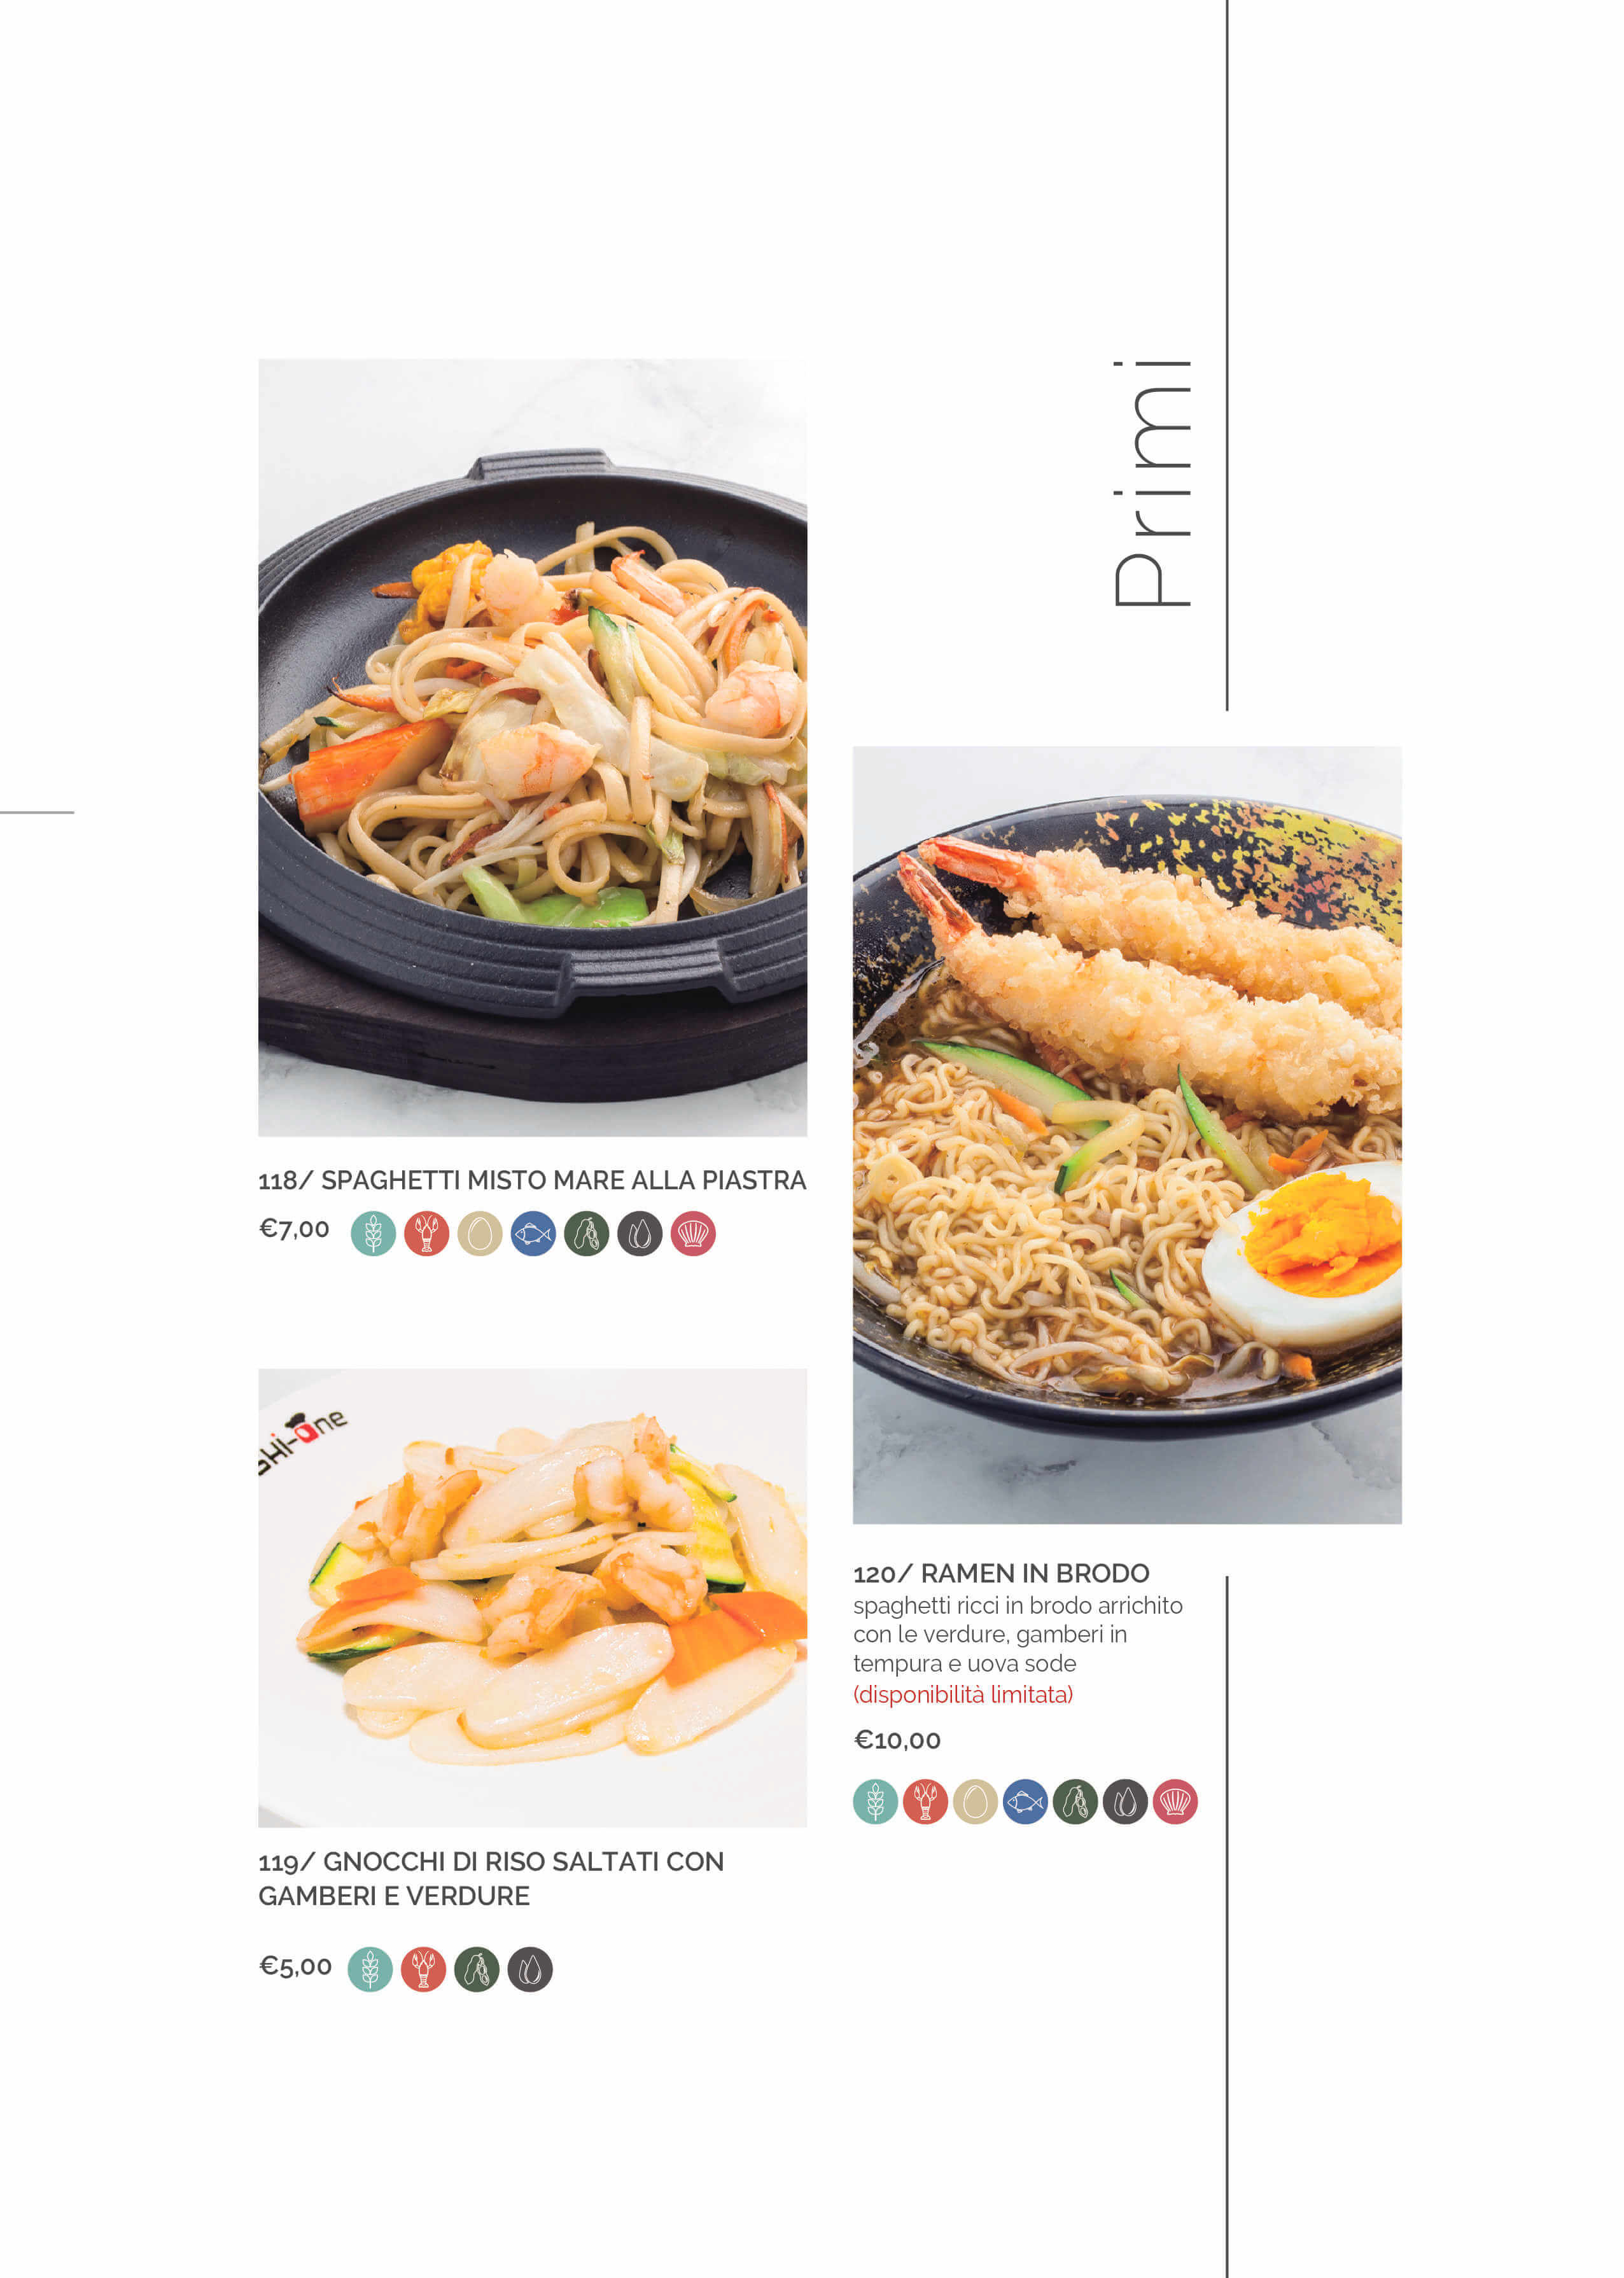 Primi
118/ SPAGHETTI MISTO MARE ALLA PIASTRA
€7,00
119/ GNOCCHI DI RISO SALTATI CON
GAMBERI E VERDURE
€5,00
120/ RAMEN IN BRODO
spaghetti ricci in brodo arrichito
con le verdure, gamberi in
tempura e uova sode
(disponibilità limitata)
€10,00